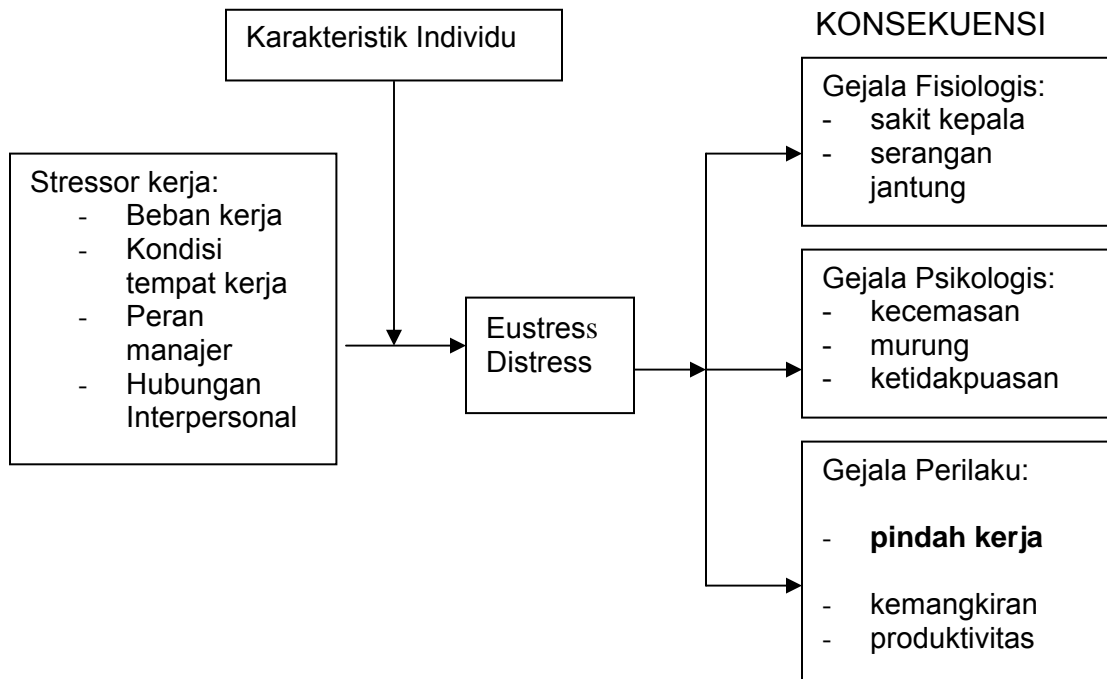 Karakteristik Individu
KONSEKUENSI
Stressor kerja:
- Beban kerja
- Kondisi
tempat kerja
- Peran
manajer
- Hubungan
Interpersonal
Eustress
Distress
Gejala Fisiologis:
- sakit kepala
- serangan
jantung
Gejala Psikologis:
- kecemasan
- murung
- ketidakpuasan
Gejala Perilaku:
- pindah kerja
- kemangkiran
- produktivitas